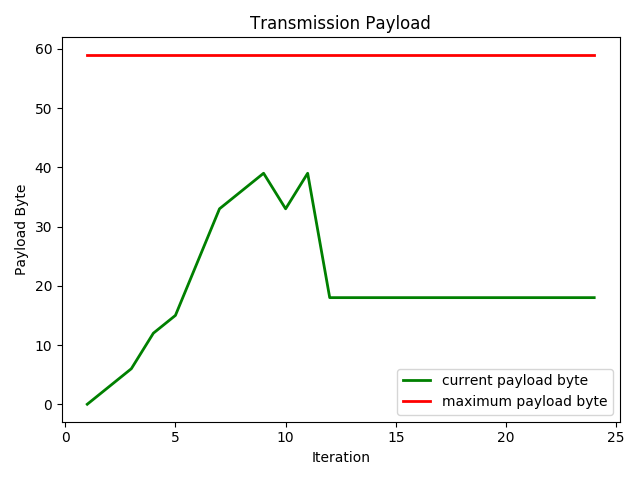 Transmission Payload
60
50
40
30
20
10
0
Payload Byte
current payload byte
maximum payload byte
0 5 10 15 20 25
Iteration